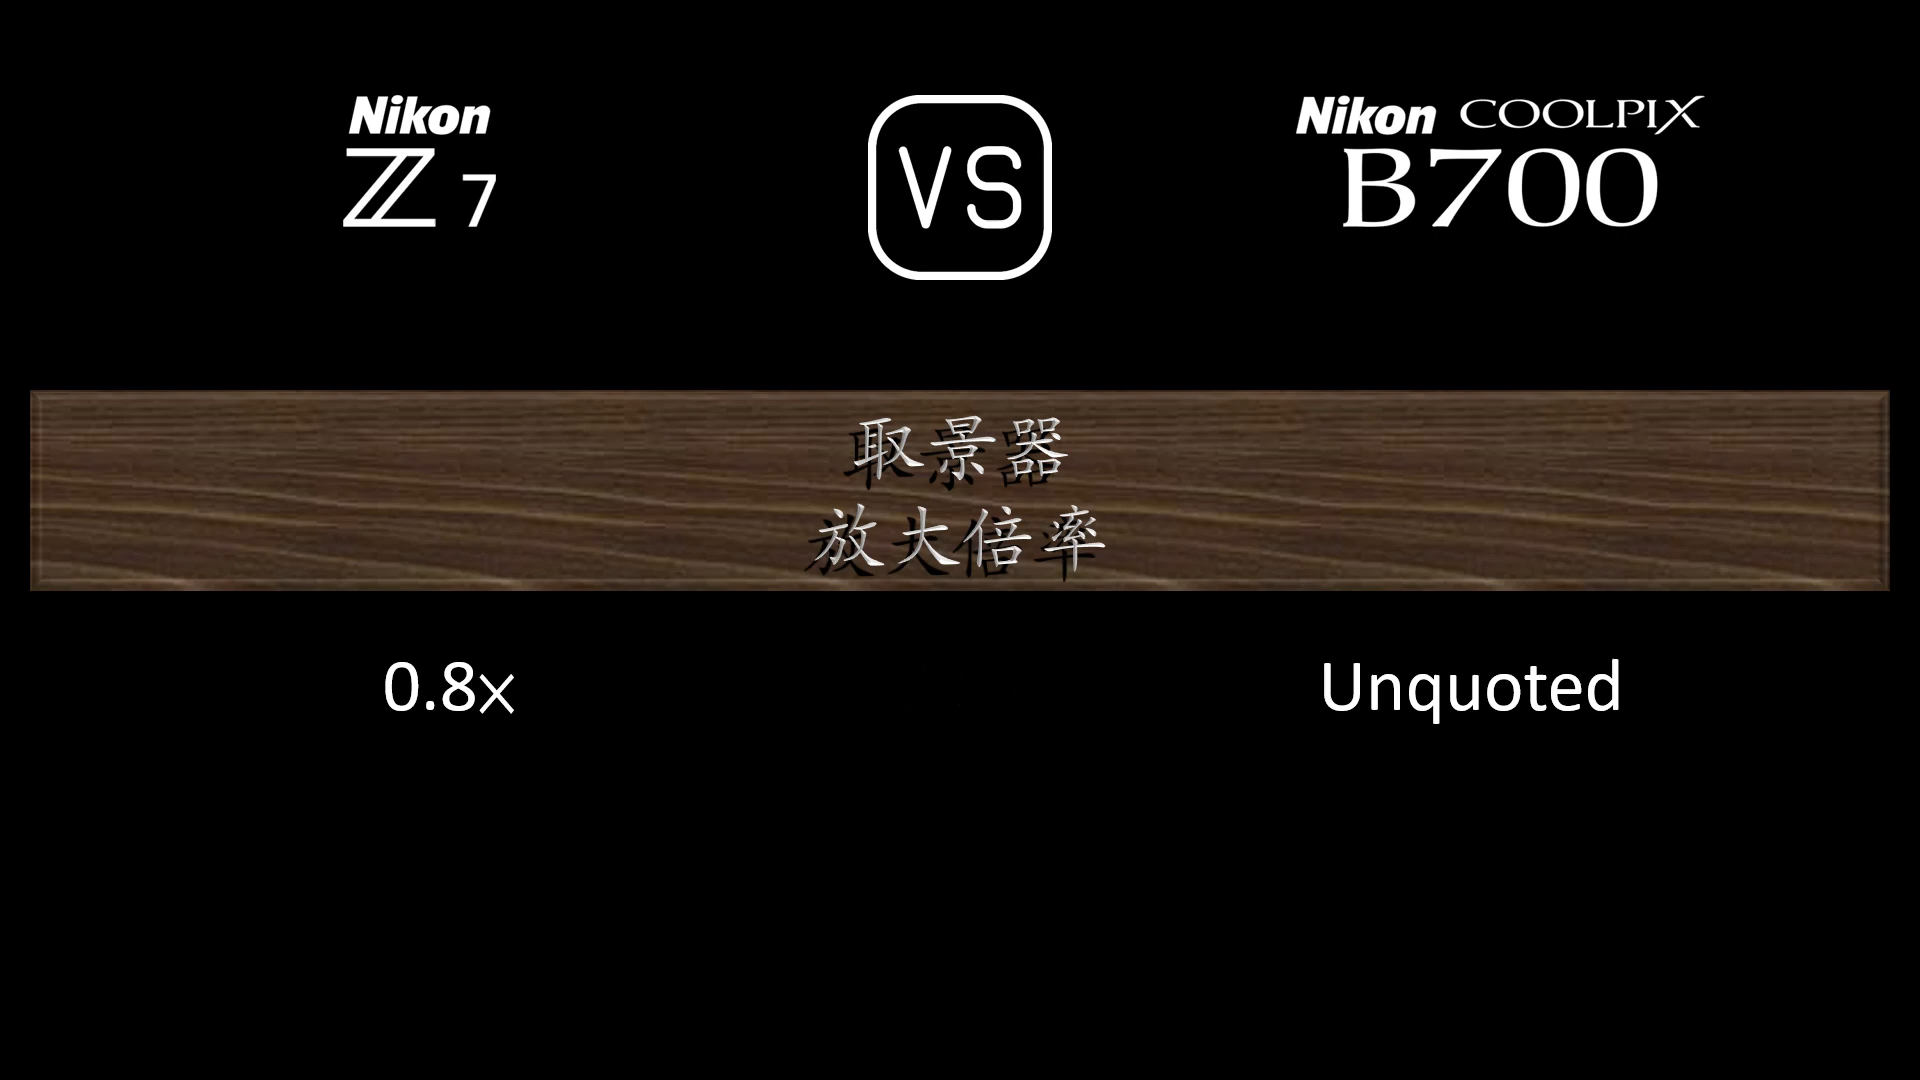 Nikon
Z 7
VS
Nikon COOLPIX
B700
取景器
放大倍率
0.8x
Unquoted